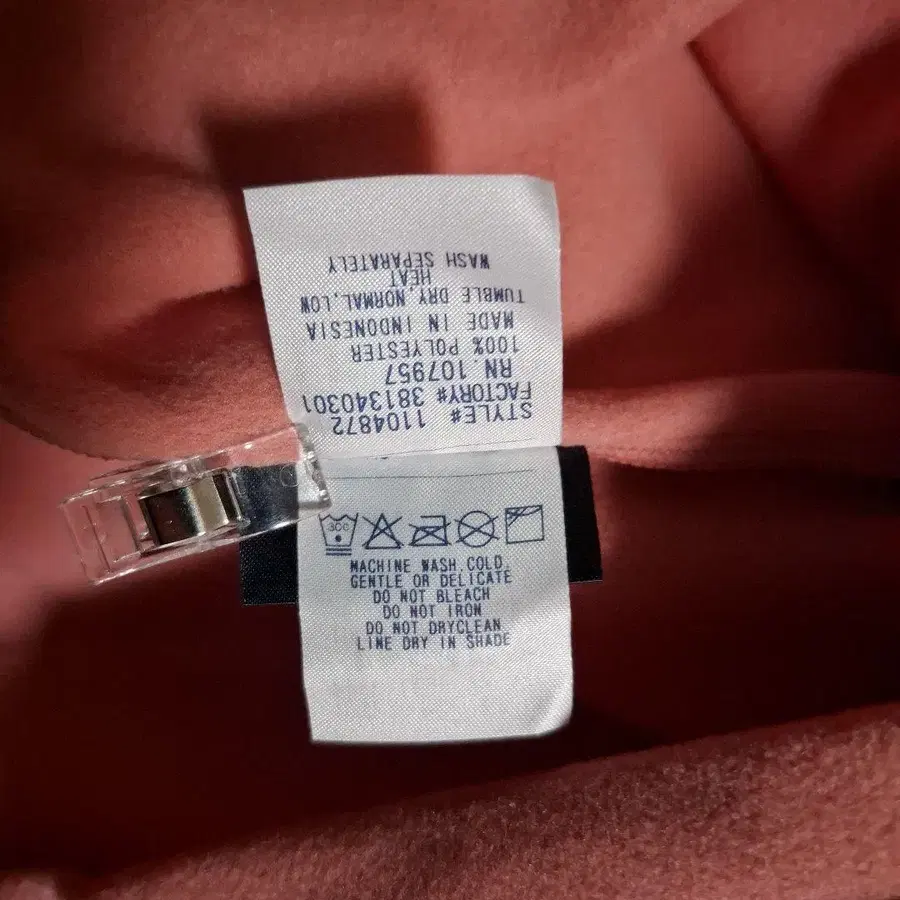 STYLE# 1104872
FACTORY# 381340301
RN. 107957
100% POLYESTER
MADE IN INDONESIA
TUMBLE DRY,NORMAL,LOW
HEAT
WASH SEPARATELY
30c
MACHINE WASH,COLD,
GENTLE OR DELICATE
DO NOT BLEACH
DO NOT IRON
DO NOT DRYCLEAN
LINE DRY IN SHADE